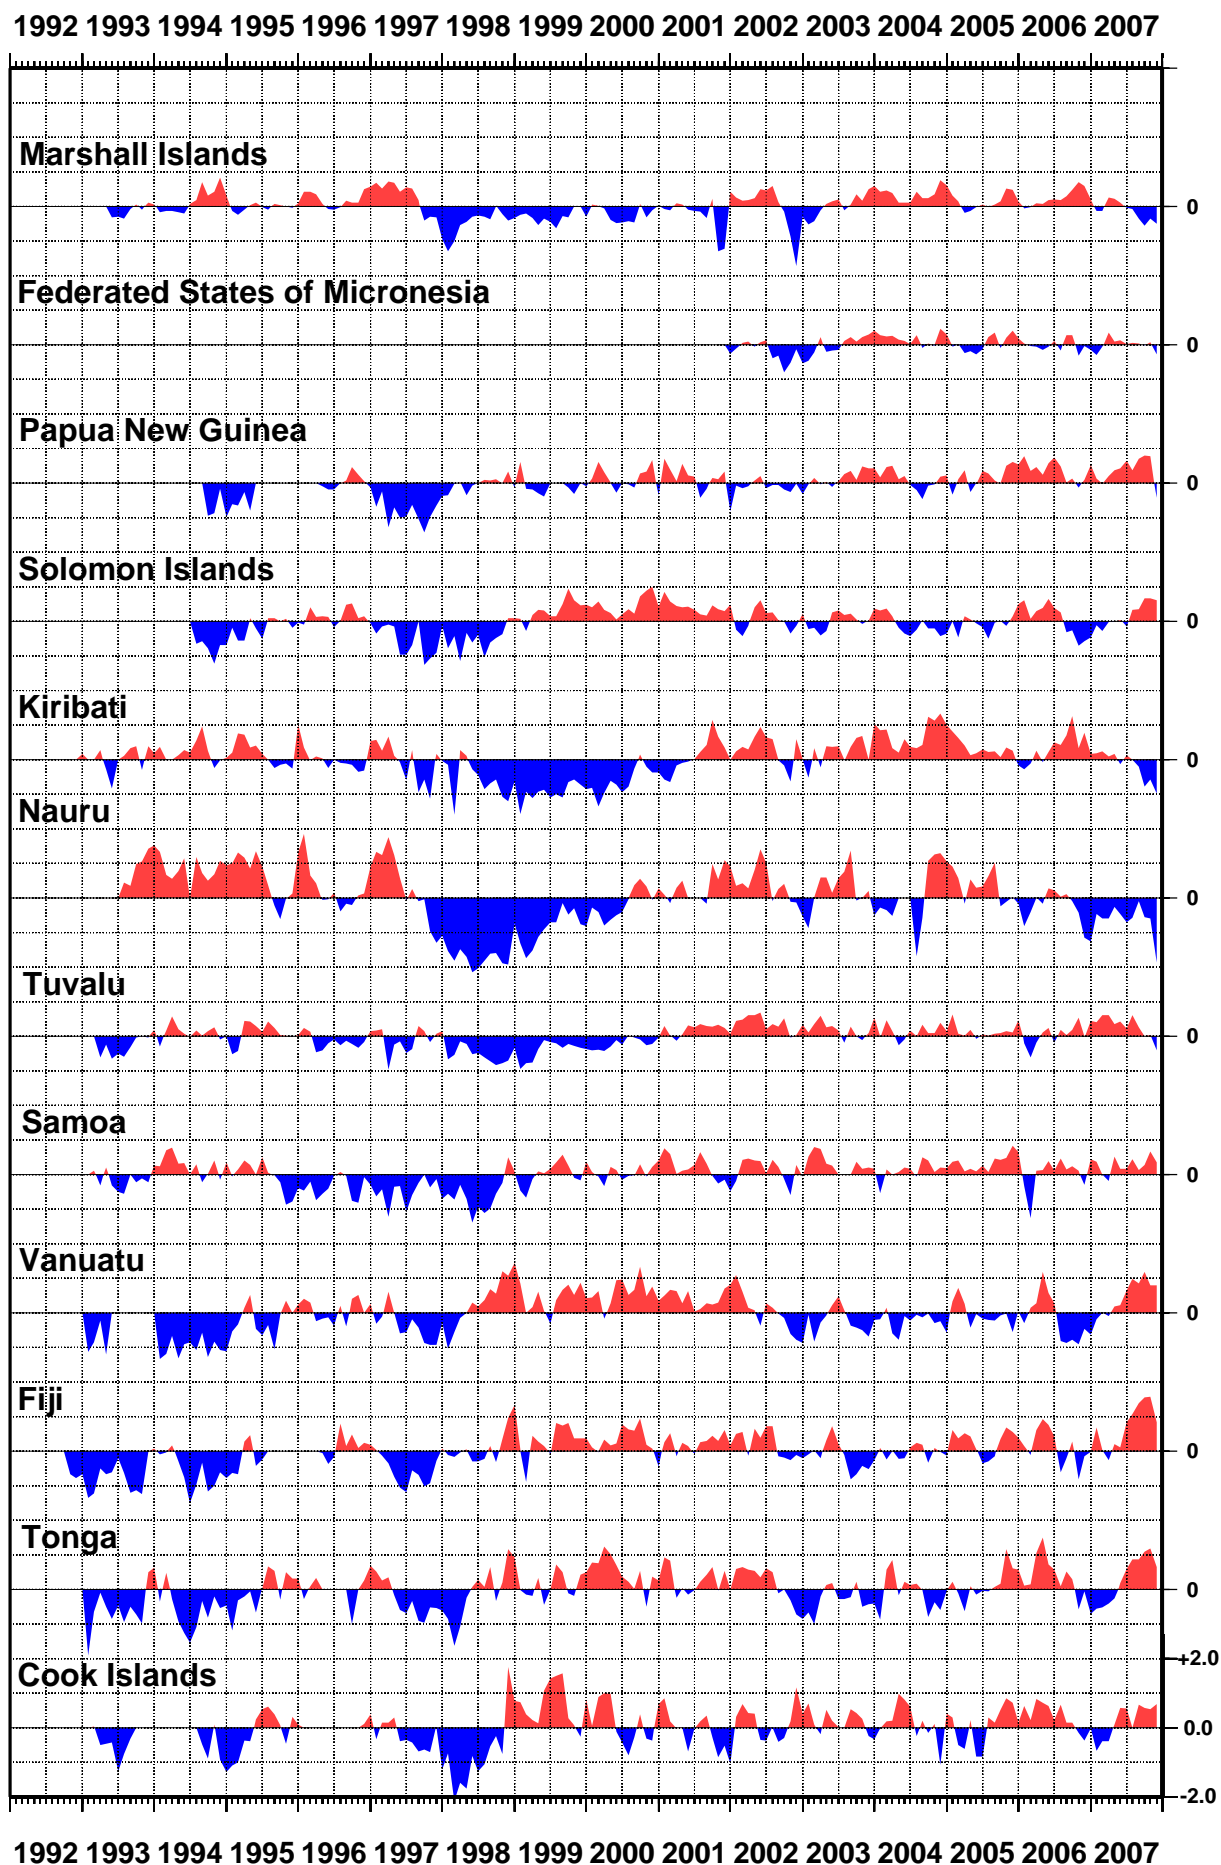 1992 1993 1994 1995 1996 1997 1998 1999 2000 2001 2002 2003 2004 2005 2006 2007
Marshall Islands
0
Federated States of Micronesia
0
Papua New Guinea
0
Solomon Islands
0
Kiribati
0
Nauru
0
Tuvalu
0
Samoa
0
Vanuatu
0
Fiji
0
Tonga
0
+2.0
Cook Islands
0.0
-2.0
1992 1993 1994 1995 1996 1997 1998 1999 2000 2001 2002 2003 2004 2005 2006 2007